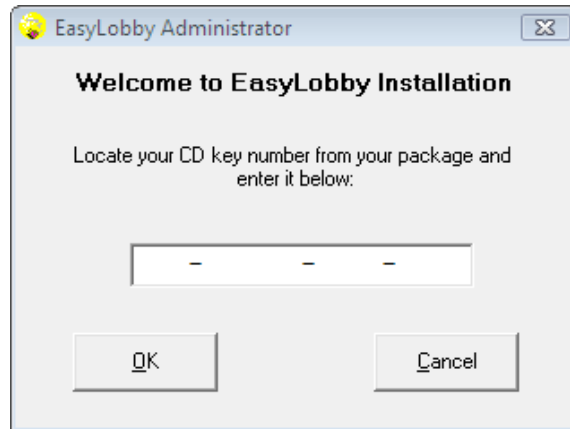 EasyLobby Administrator
Welcome to EasyLobby Installation
Locate your CD key number from your package and
enter it below:
– – –
OK
Cancel